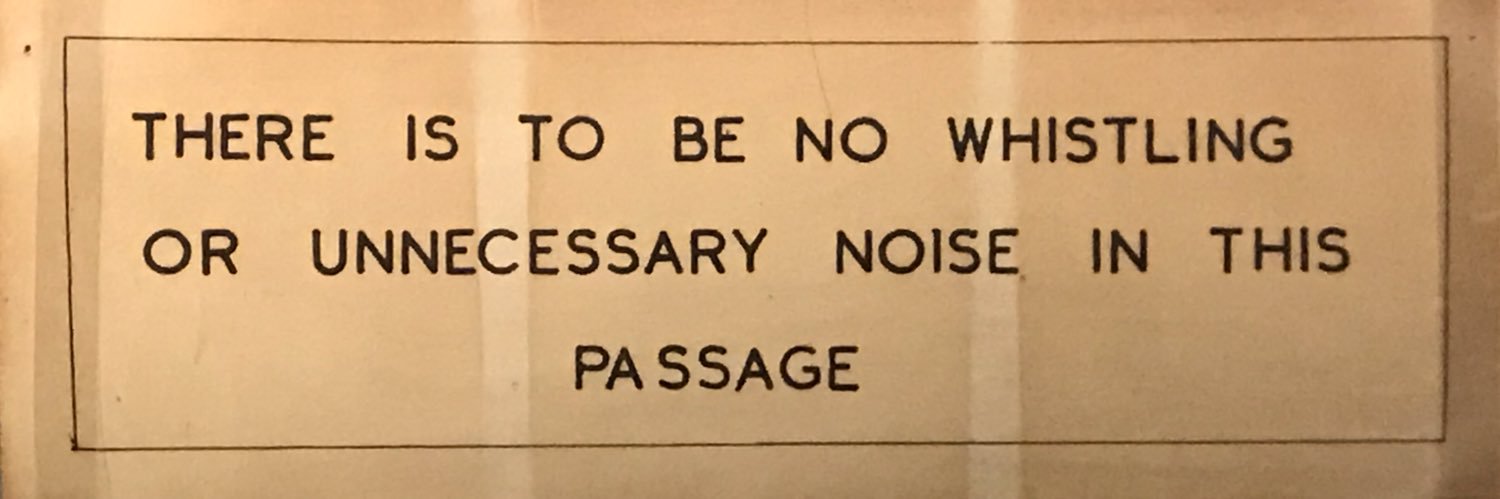 THERE IS TO BE NO WHISTLING
OR UNNECESSARY NOISE IN THIS
PASSAGE